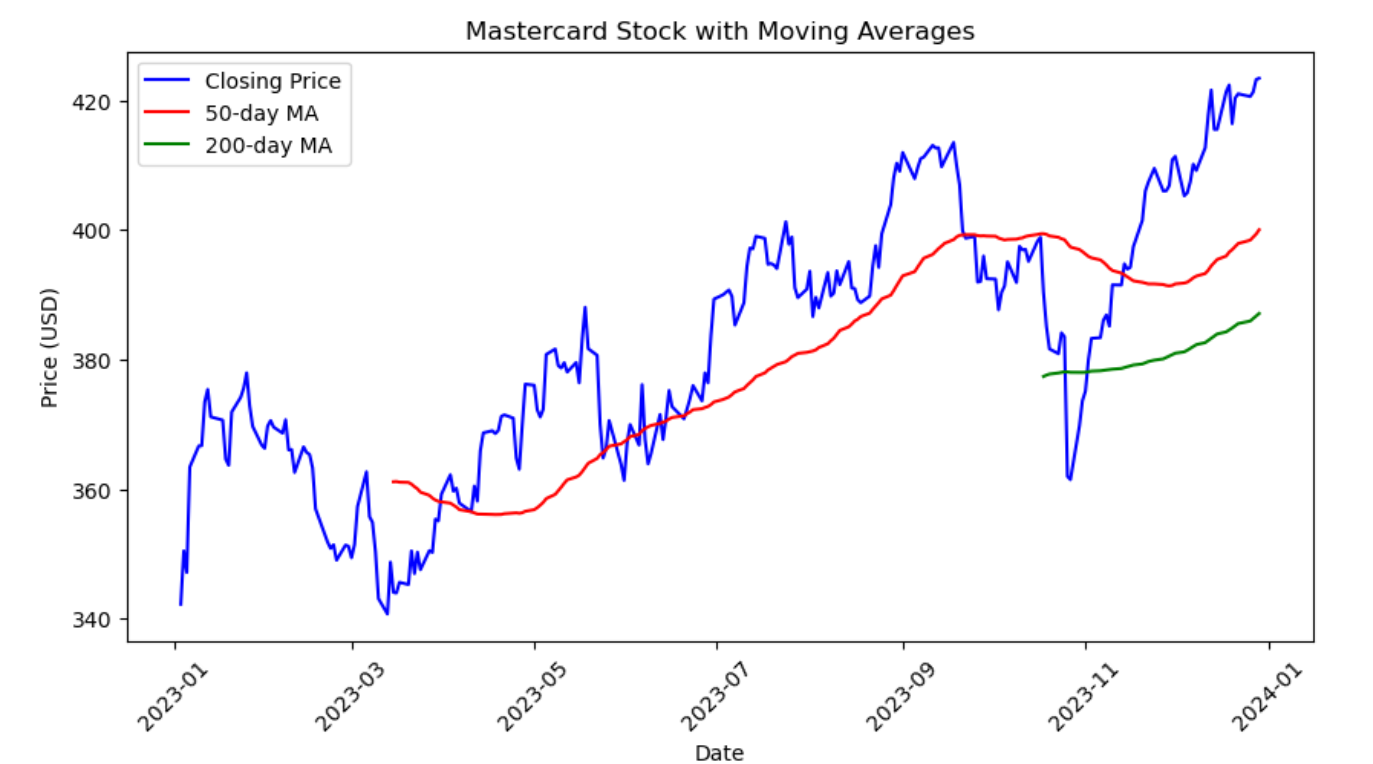 Mastercard Stock with Moving Averages
Closing Price
50-day MA
200-day MA
420
400
380
360
340
Price (USD)
2023-01
2023-03
2023-05
2023-07
2023-09
2023-11
2024-01
Date